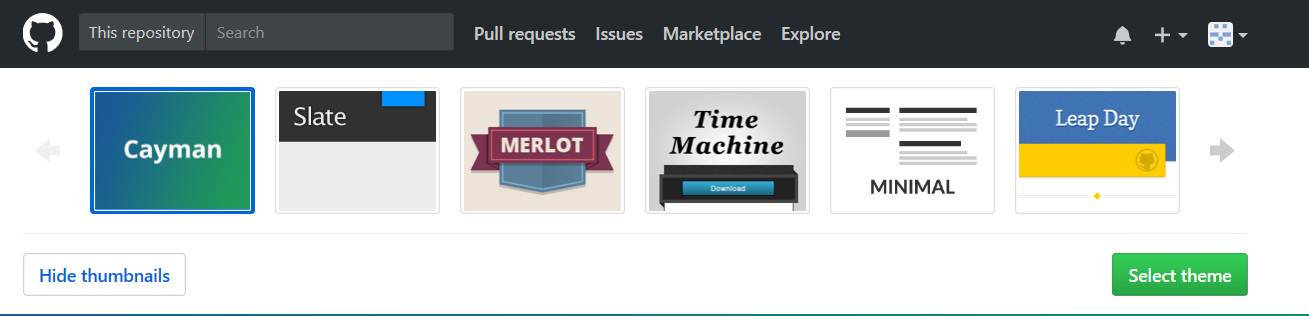 This repository Search Pull requests Issues Marketplace Explore
Cayman
Slate
MERLOT
Time
Machine
Download
MINIMAL
Leap Day
Hide thumbnails
Select theme